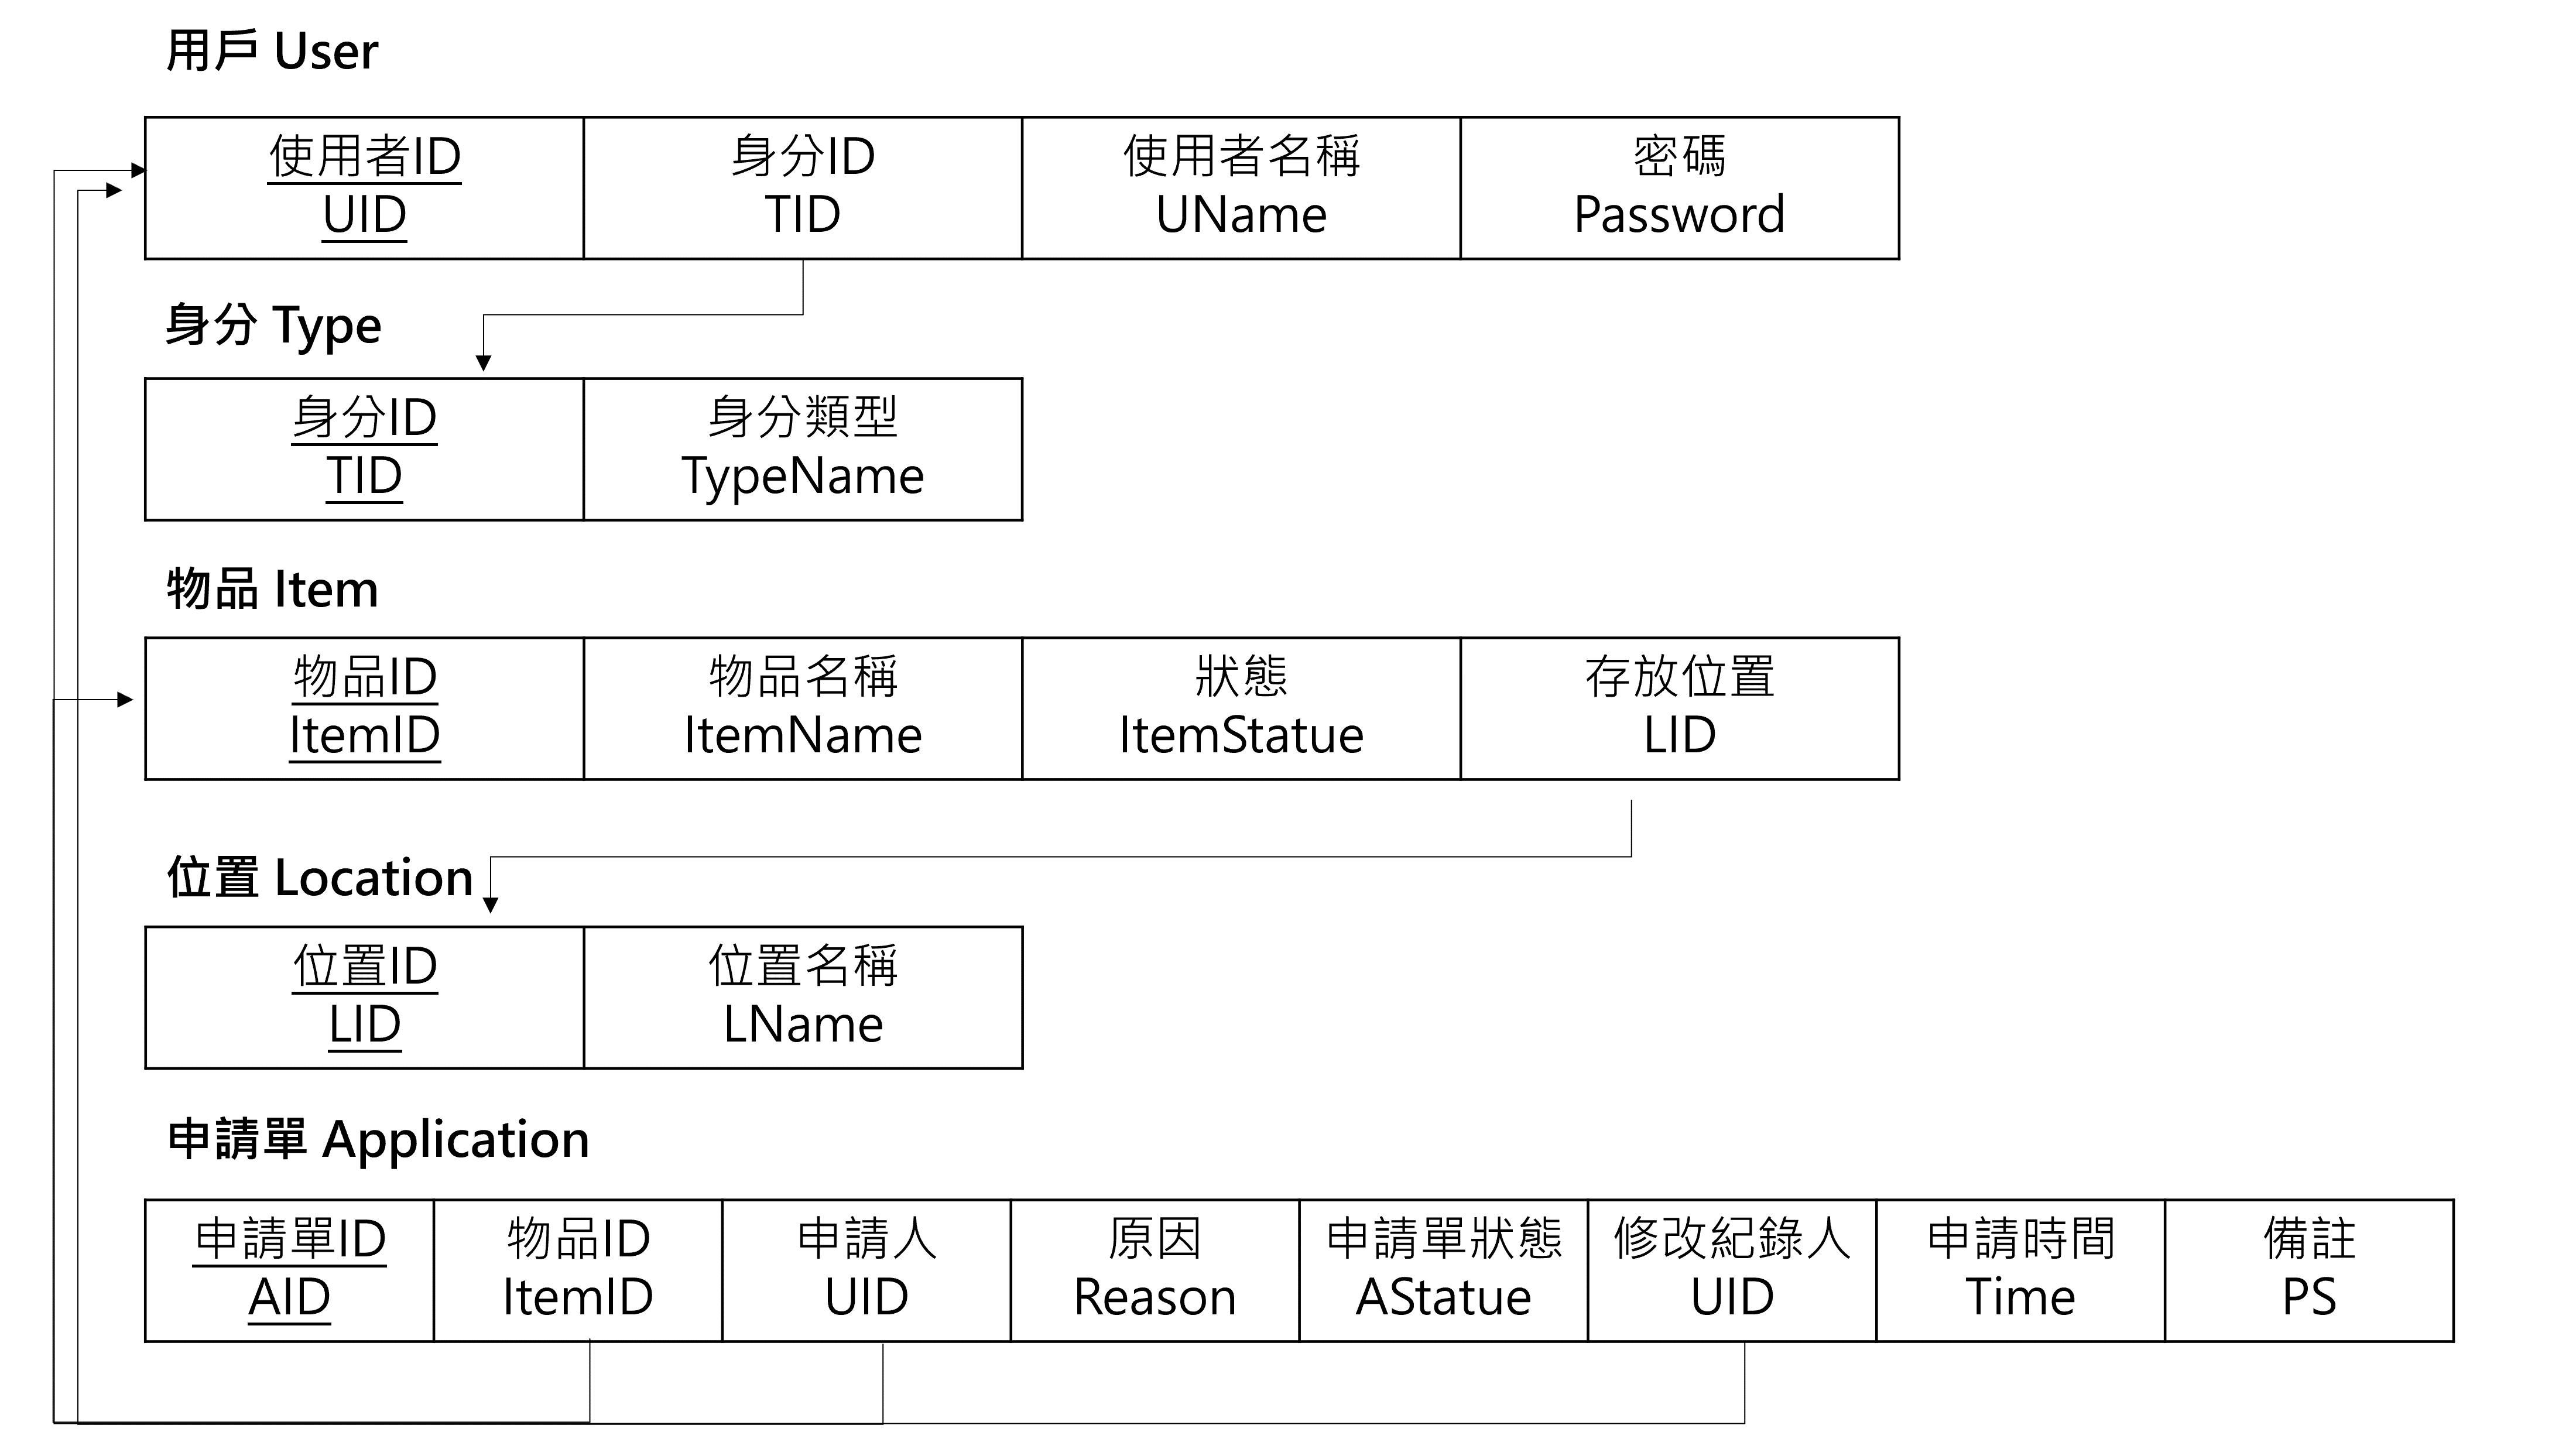 用戶 User
使用者ID 身分ID 使用者名稱 密碼
UID TID UName Password
身分 Type
身分ID 身分類型
TID TypeName
物品 Item
物品ID 物品名稱 狀態 存放位置
ItemID ItemName ItemStatue LID
位置 Location
位置ID 位置名稱
LID LName
申請單 Application
申請單ID 物品ID 申請人 原因 申請單狀態 修改紀錄人 申請時間 備註
AID ItemID UID Reason AStatue UID Time PS